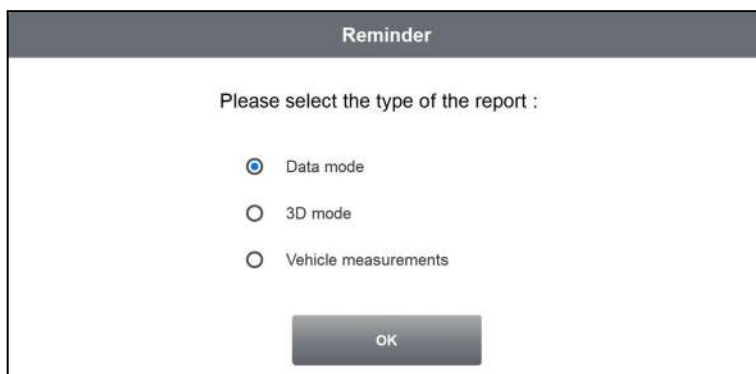 Reminder
Please select the type of the report :
Data mode
3D mode
Vehicle measurements
OK